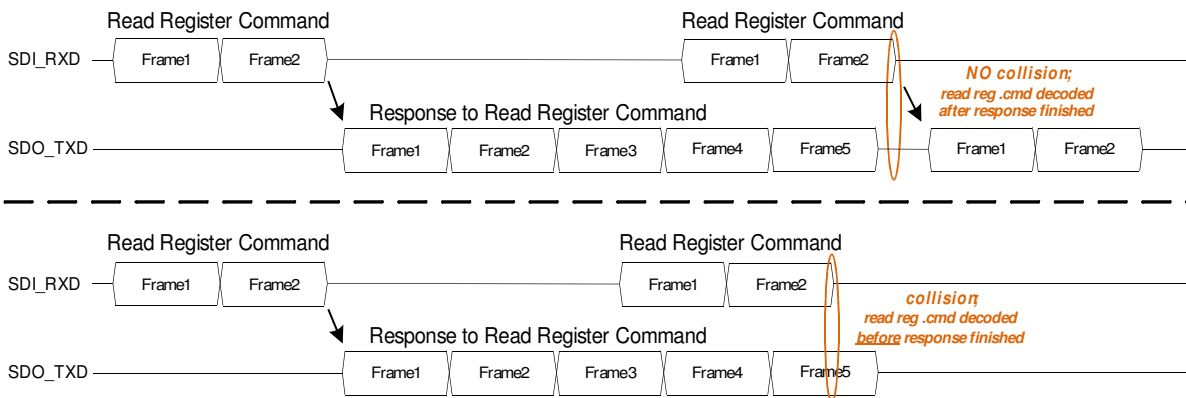 Read Register Command Read Register Command
SDI_RXD Frame1 Frame2 Frame1 Frame2
NO collision;
read reg .cmd decoded
after response finished
Response to Read Register Command
SDO_TXD Frame1 Frame2 Frame3 Frame4 Frame5 Frame1 Frame2
Read Register Command Read Register Command
SDI_RXD Frame1 Frame2 Frame1 Frame2
collision;
read reg .cmd decoded
before response finished
Response to Read Register Command
SDO_TXD Frame1 Frame2 Frame3 Frame4 Frame5